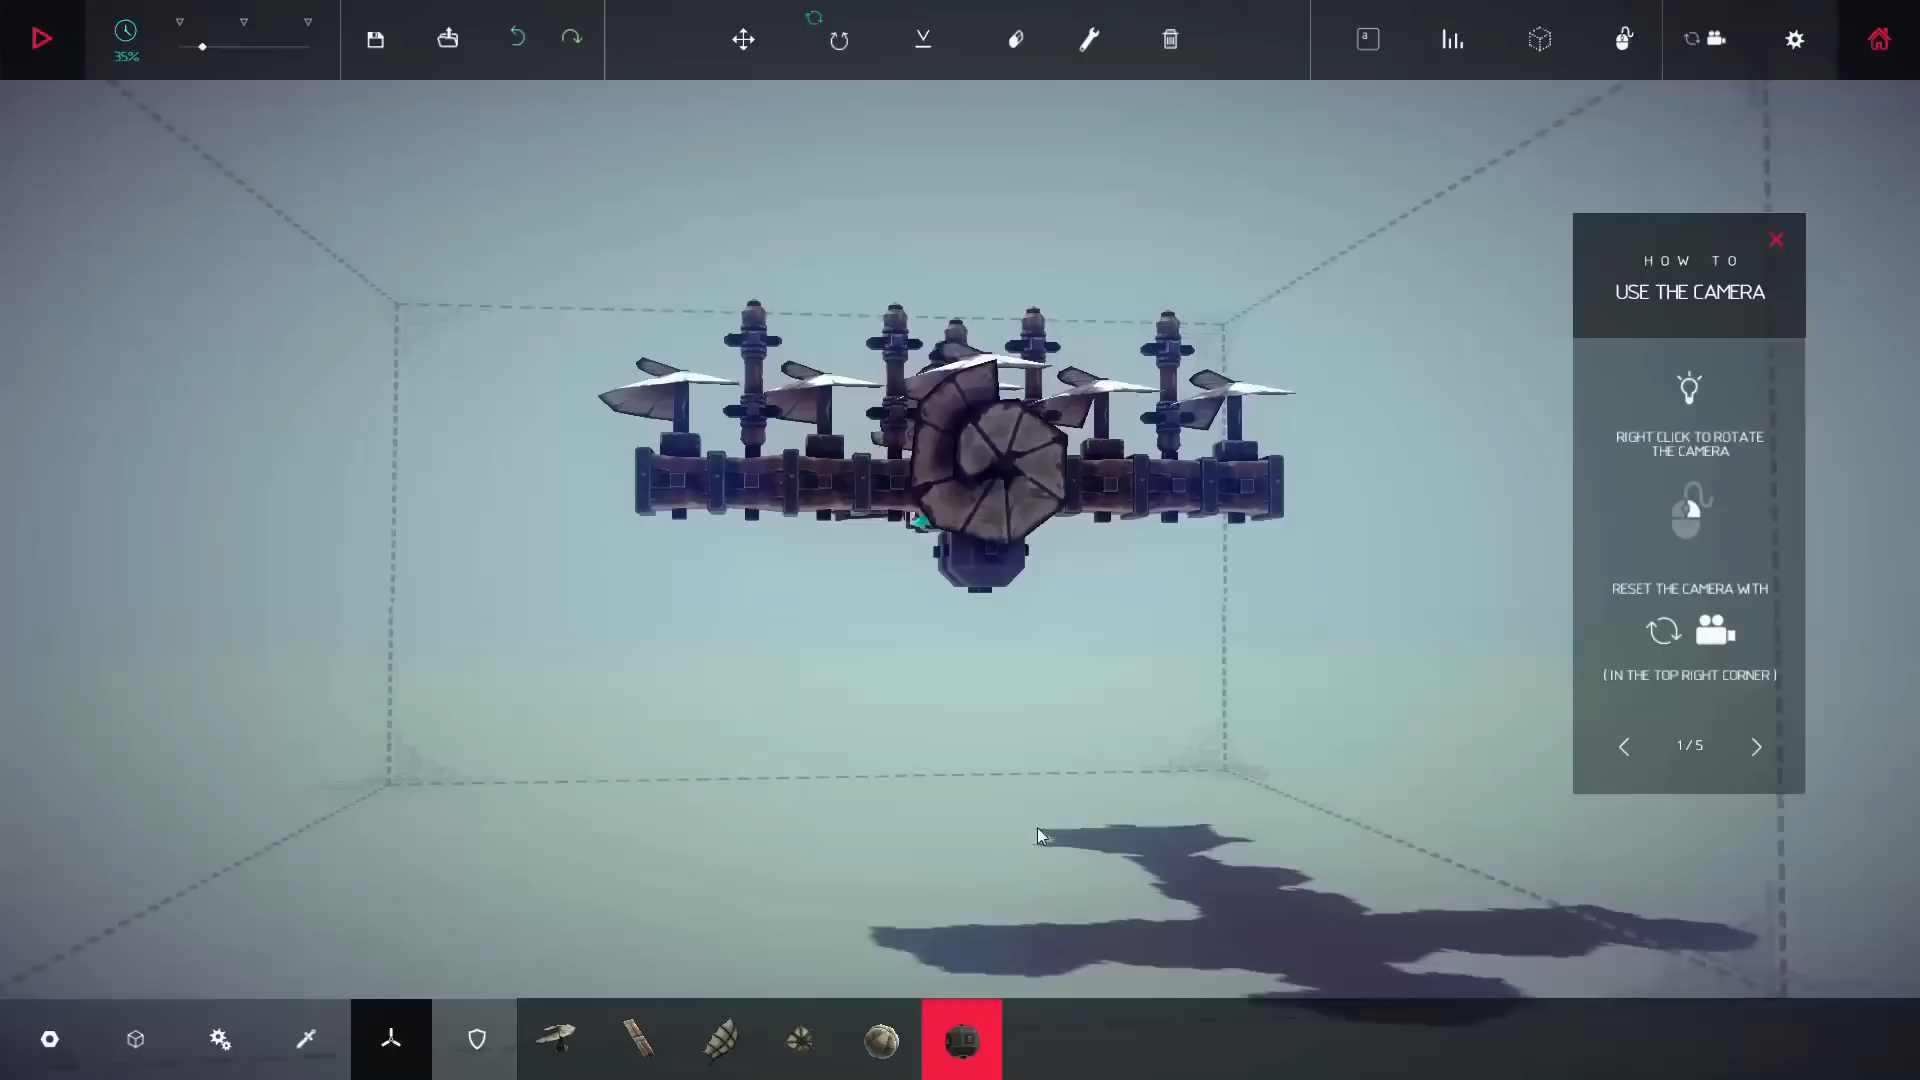 35%
a
HOW TO
USE THE CAMERA
RIGHT CLICK TO ROTATE
THE CAMERA
RESET THE CAMERA WITH
( IN THE TOP RIGHT CORNER )
1/5